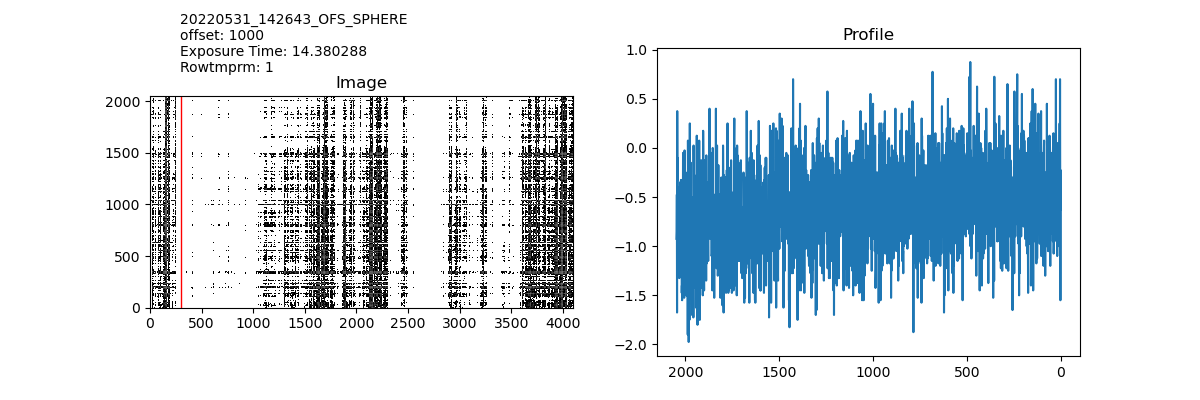 20220531_142643_OFS_SPHERE
offset: 1000
Exposure Time: 14.380288
Rowtmprm: 1
Image
2000
1500
1000
500
0
0 500 1000 1500 2000 2500 3000 3500 4000
Profile
1.0
0.5
0.0
−0.5
−1.0
−1.5
−2.0
2000 1500 1000 500 0